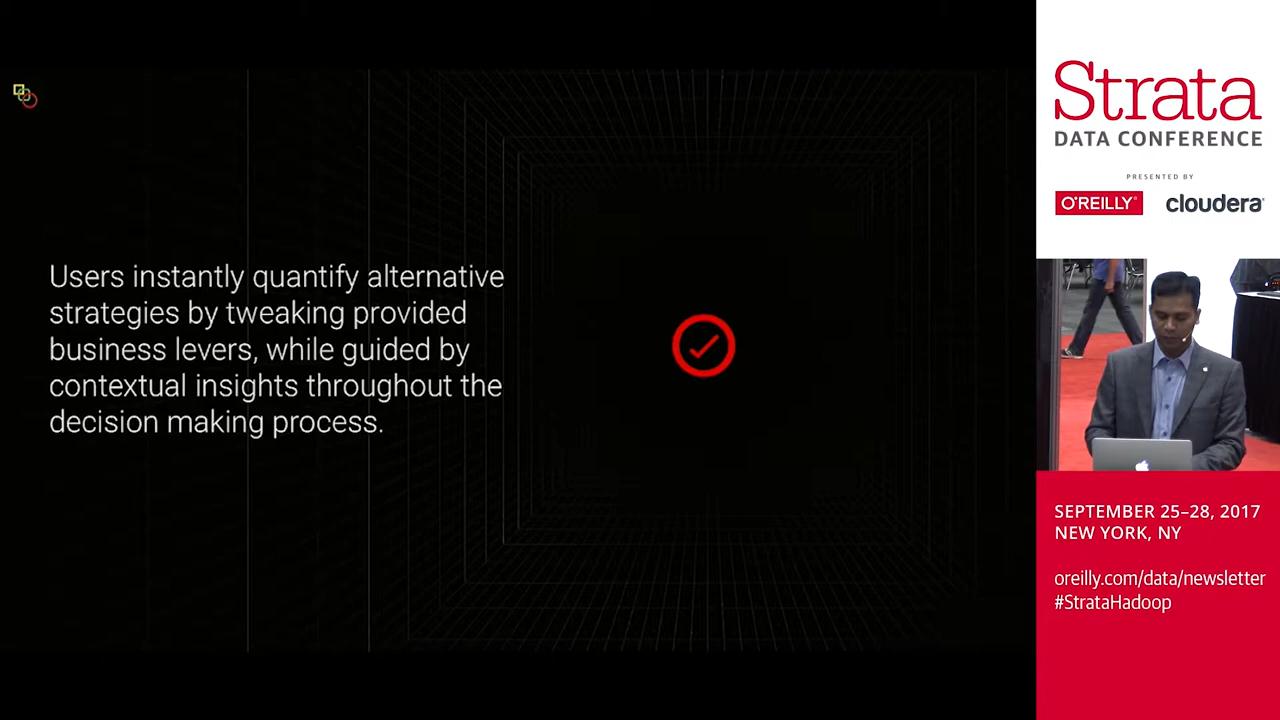 Users instantly quantify alternative
strategies by tweaking provided
business levers, while guided by
contextual insights throughout the
decision making process.
Strata
DATA CONFERENCE
PRESENTED BY
O'REILLY®
cloudera®
SEPTEMBER 25–28, 2017
NEW YORK, NY
oreilly.com/data/newsletter
#StrataHadoop